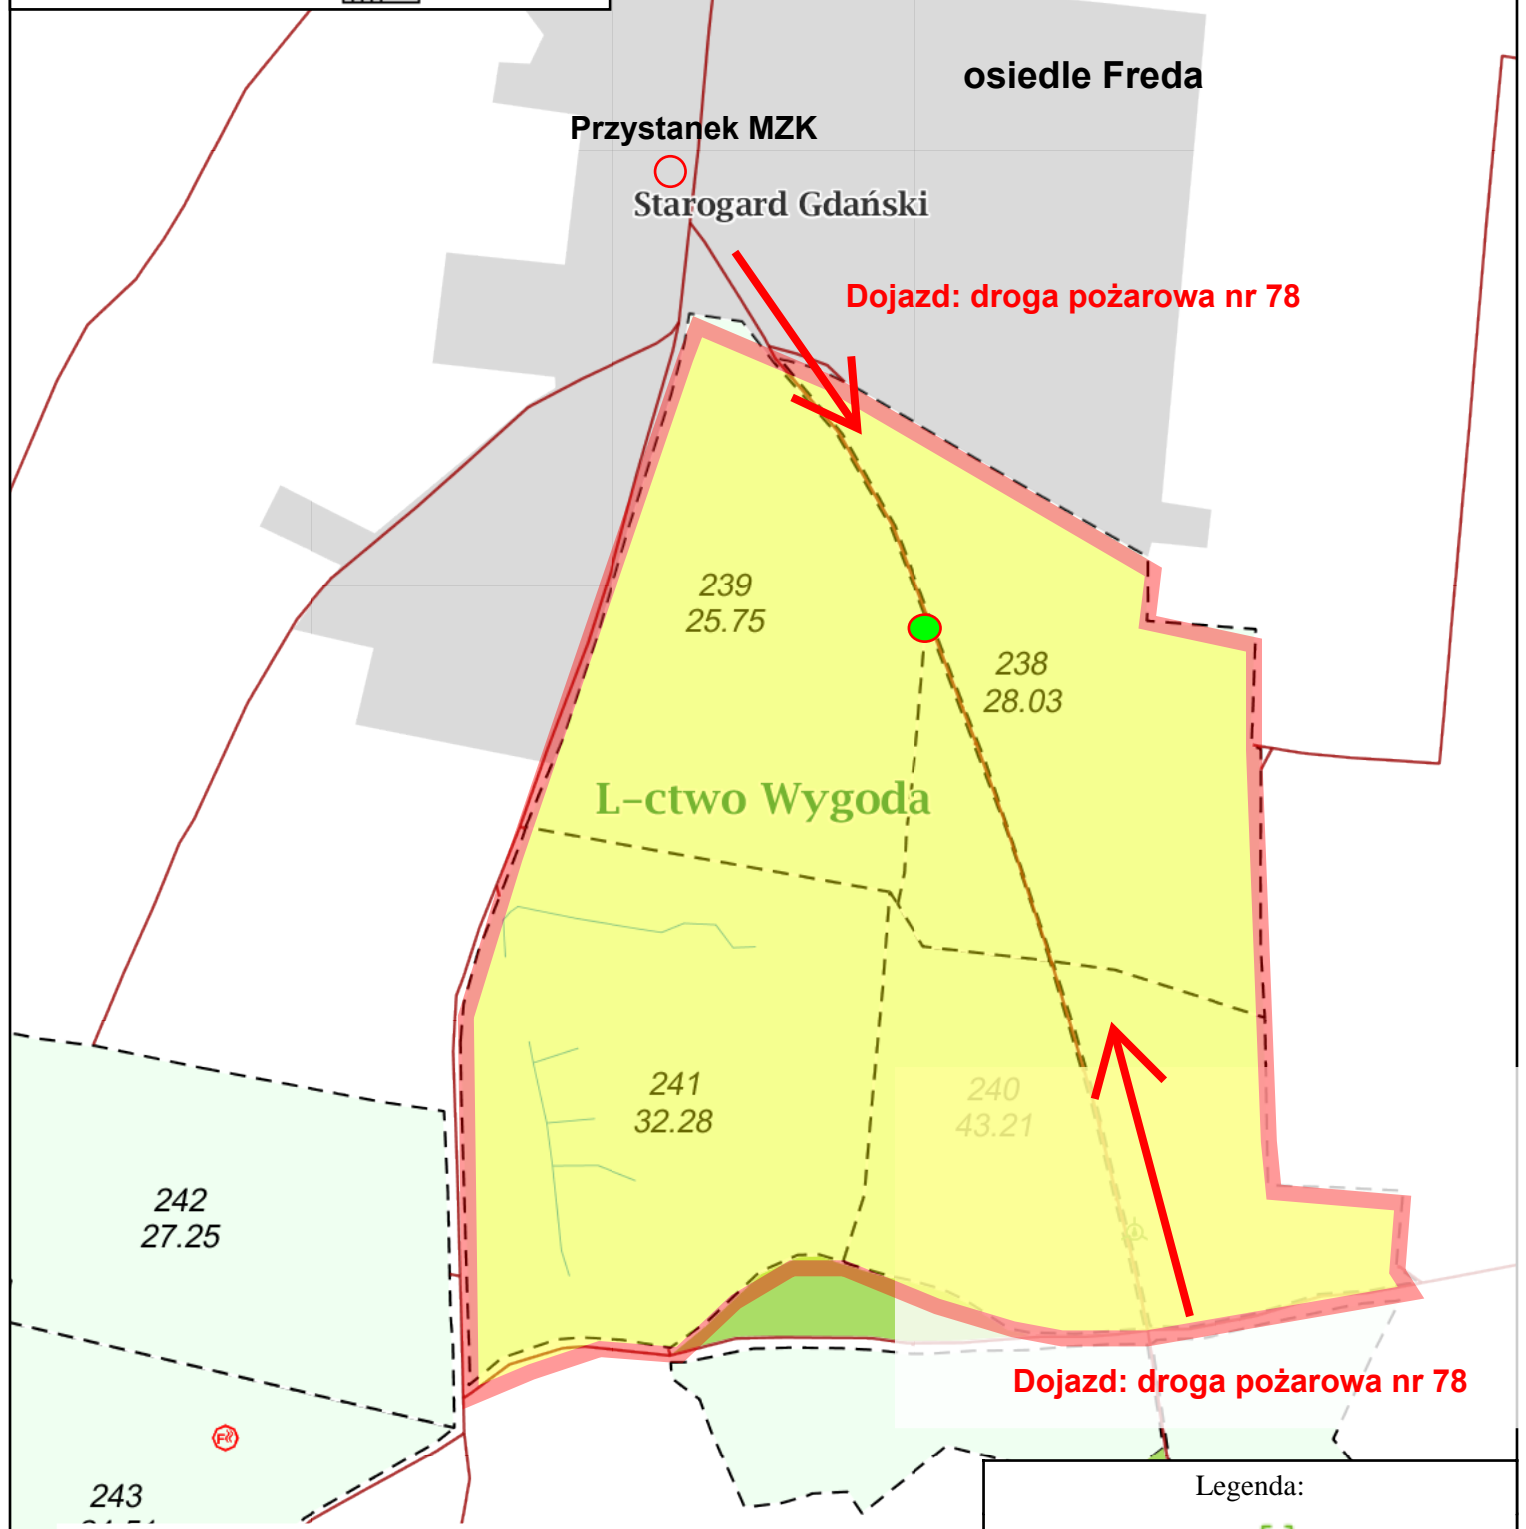 osiedle Freda
Przystanek MZK
Starogard Gdański
Dojazd: droga pożarowa nr 78
239
25.75
238
28.03
L-ctwo Wygoda
241
32.28
240
43.21
242
27.25
Dojazd: droga pożarowa nr 78
F
Legenda:
243